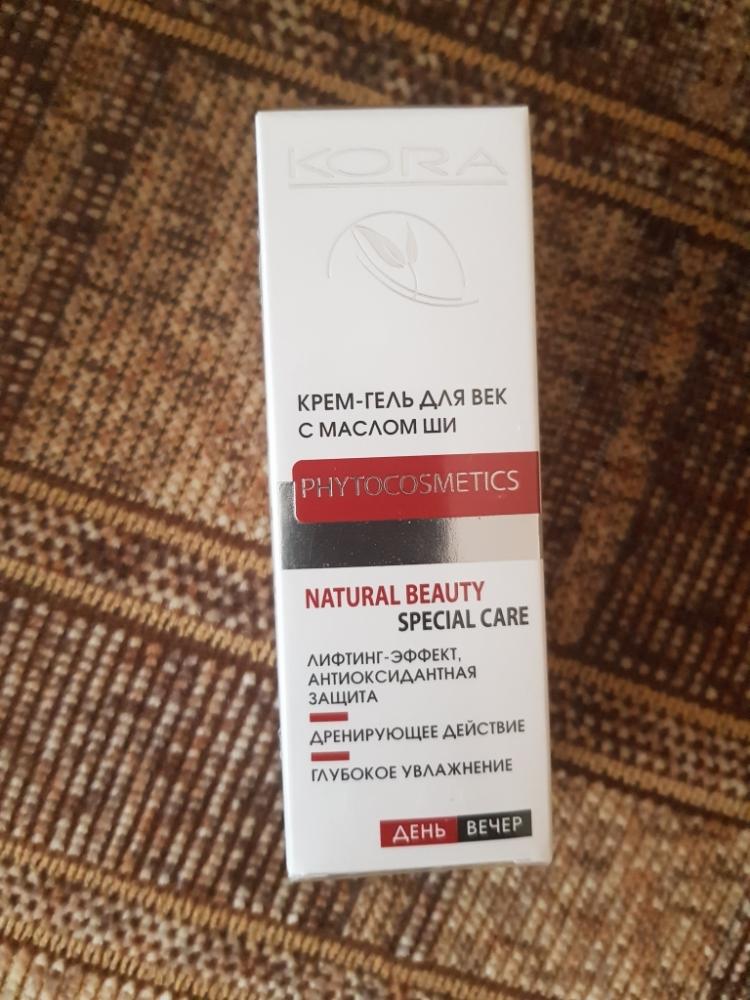 KORA
КРЕМ-ГЕЛЬ ДЛЯ ВЕК
С МАСЛОМ ШИ
PHYTOCOSMETICS
NATURAL BEAUTY
SPECIAL CARE
ЛИФТИНГ-ЭФФЕКТ,
АНТИОКСИДАНТНАЯ
ЗАЩИТА
ДРЕНИРУЮЩЕЕ ДЕЙСТВИЕ
ГЛУБОКОЕ УВЛАЖНЕНИЕ
ДЕНЬ ВЕЧЕР